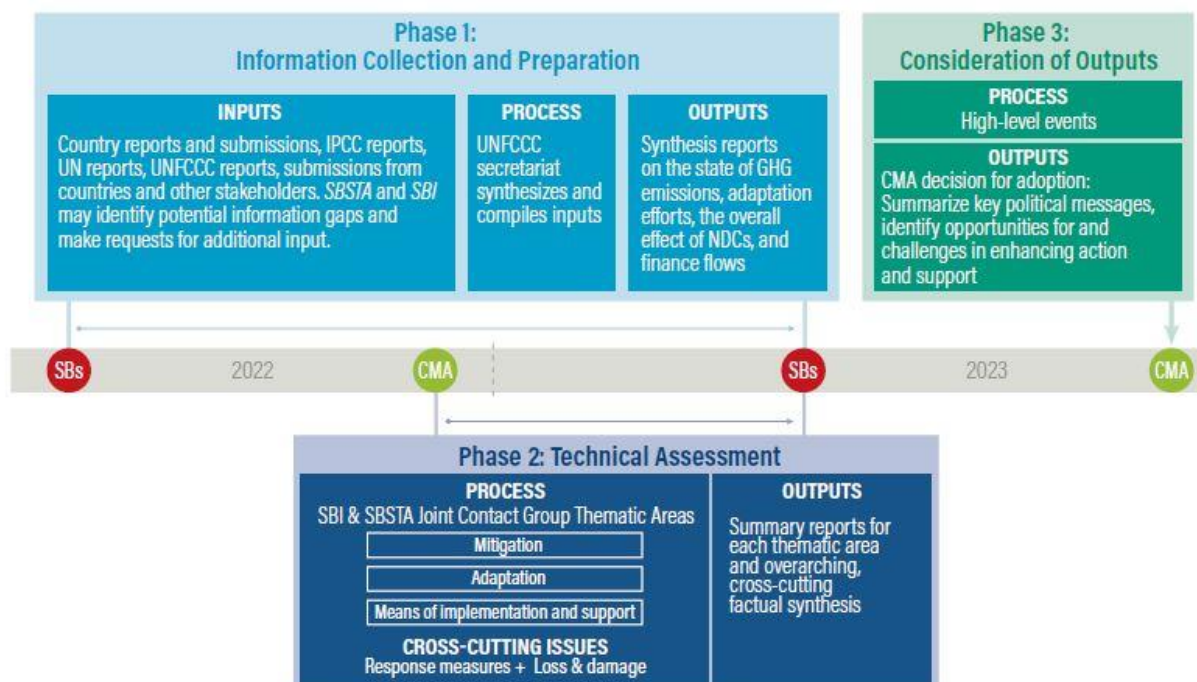 Phase 1:
Information Collection and Preparation
INPUTS
Country reports and submissions, IPCC reports,
UN reports, UNFCCC reports, submissions from
countries and other stakeholders. SBSTA and SBI
may identify potential information gaps and
make requests for additional input.
PROCESS
UNFCCC
secretariat
synthesizes and
compiles inputs
OUTPUTS
Synthesis reports
on the state of GHG
emissions, adaptation
efforts, the overall
effect of NDCs, and
finance flows
Phase 3:
Consideration of Outputs
PROCESS
High-level events
OUTPUTS
CMA decision for adoption:
Summarize key political messages,
identify opportunities for and
challenges in enhancing action
and support
SBs
2022
CMA
SBs
2023
CMA
Phase 2: Technical Assessment
PROCESS
SBI & SBSTA Joint Contact Group Thematic Areas
Mitigation
Adaptation
Means of implementation and support
CROSS-CUTTING ISSUES
Response measures + Loss & damage
OUTPUTS
Summary reports for
each thematic area
and overarching,
cross-cutting
factual synthesis